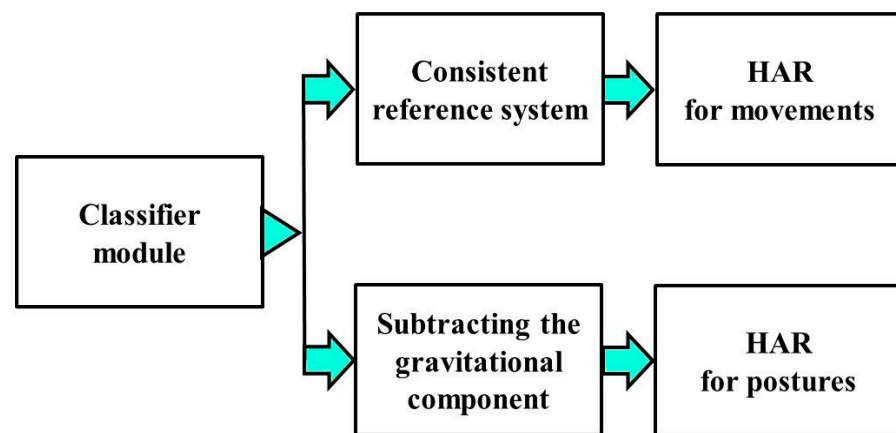 Classifier
module
Consistent
reference system
HAR
for movements
Subtracting the
gravitational
component
HAR
for postures